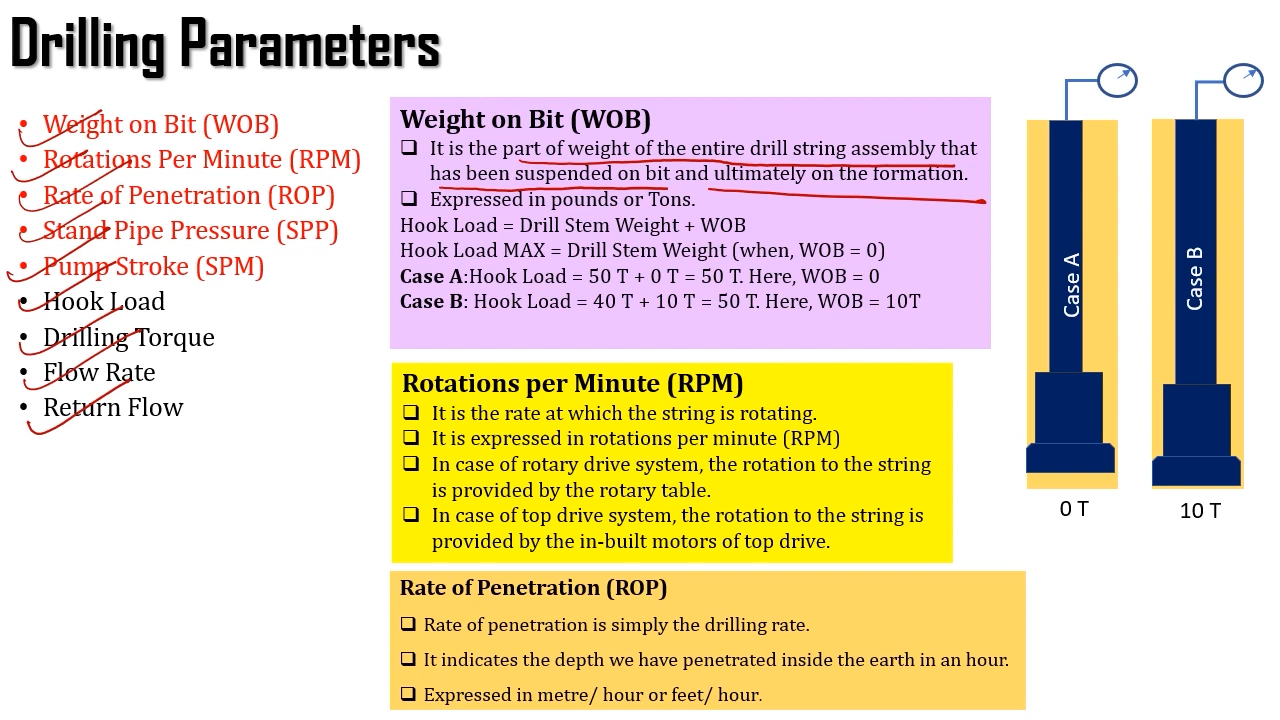 Drilling Parameters
• Weight on Bit (WOB)
• Rotations Per Minute (RPM)
• Rate of Penetration (ROP)
• Stand Pipe Pressure (SPP)
• Pump Stroke (SPM)
• Hook Load
• Drilling Torque
• Flow Rate
• Return Flow
Weight on Bit (WOB)
❑ It is the part of weight of the entire drill string assembly that
has been suspended on bit and ultimately on the formation.
❑ Expressed in pounds or Tons.
Hook Load = Drill Stem Weight + WOB
Hook Load MAX = Drill Stem Weight (when, WOB = 0)
Case A:Hook Load = 50 T + 0 T = 50 T. Here, WOB = 0
Case B: Hook Load = 40 T + 10 T = 50 T. Here, WOB = 10T
Rotations per Minute (RPM)
❑ It is the rate at which the string is rotating.
❑ It is expressed in rotations per minute (RPM)
❑ In case of rotary drive system, the rotation to the string
is provided by the rotary table.
❑ In case of top drive system, the rotation to the string is
provided by the in-built motors of top drive.
Rate of Penetration (ROP)
❑ Rate of penetration is simply the drilling rate.
❑ It indicates the depth we have penetrated inside the earth in an hour.
❑ Expressed in metre/ hour or feet/ hour.
Case A
Case B
0 T
10 T